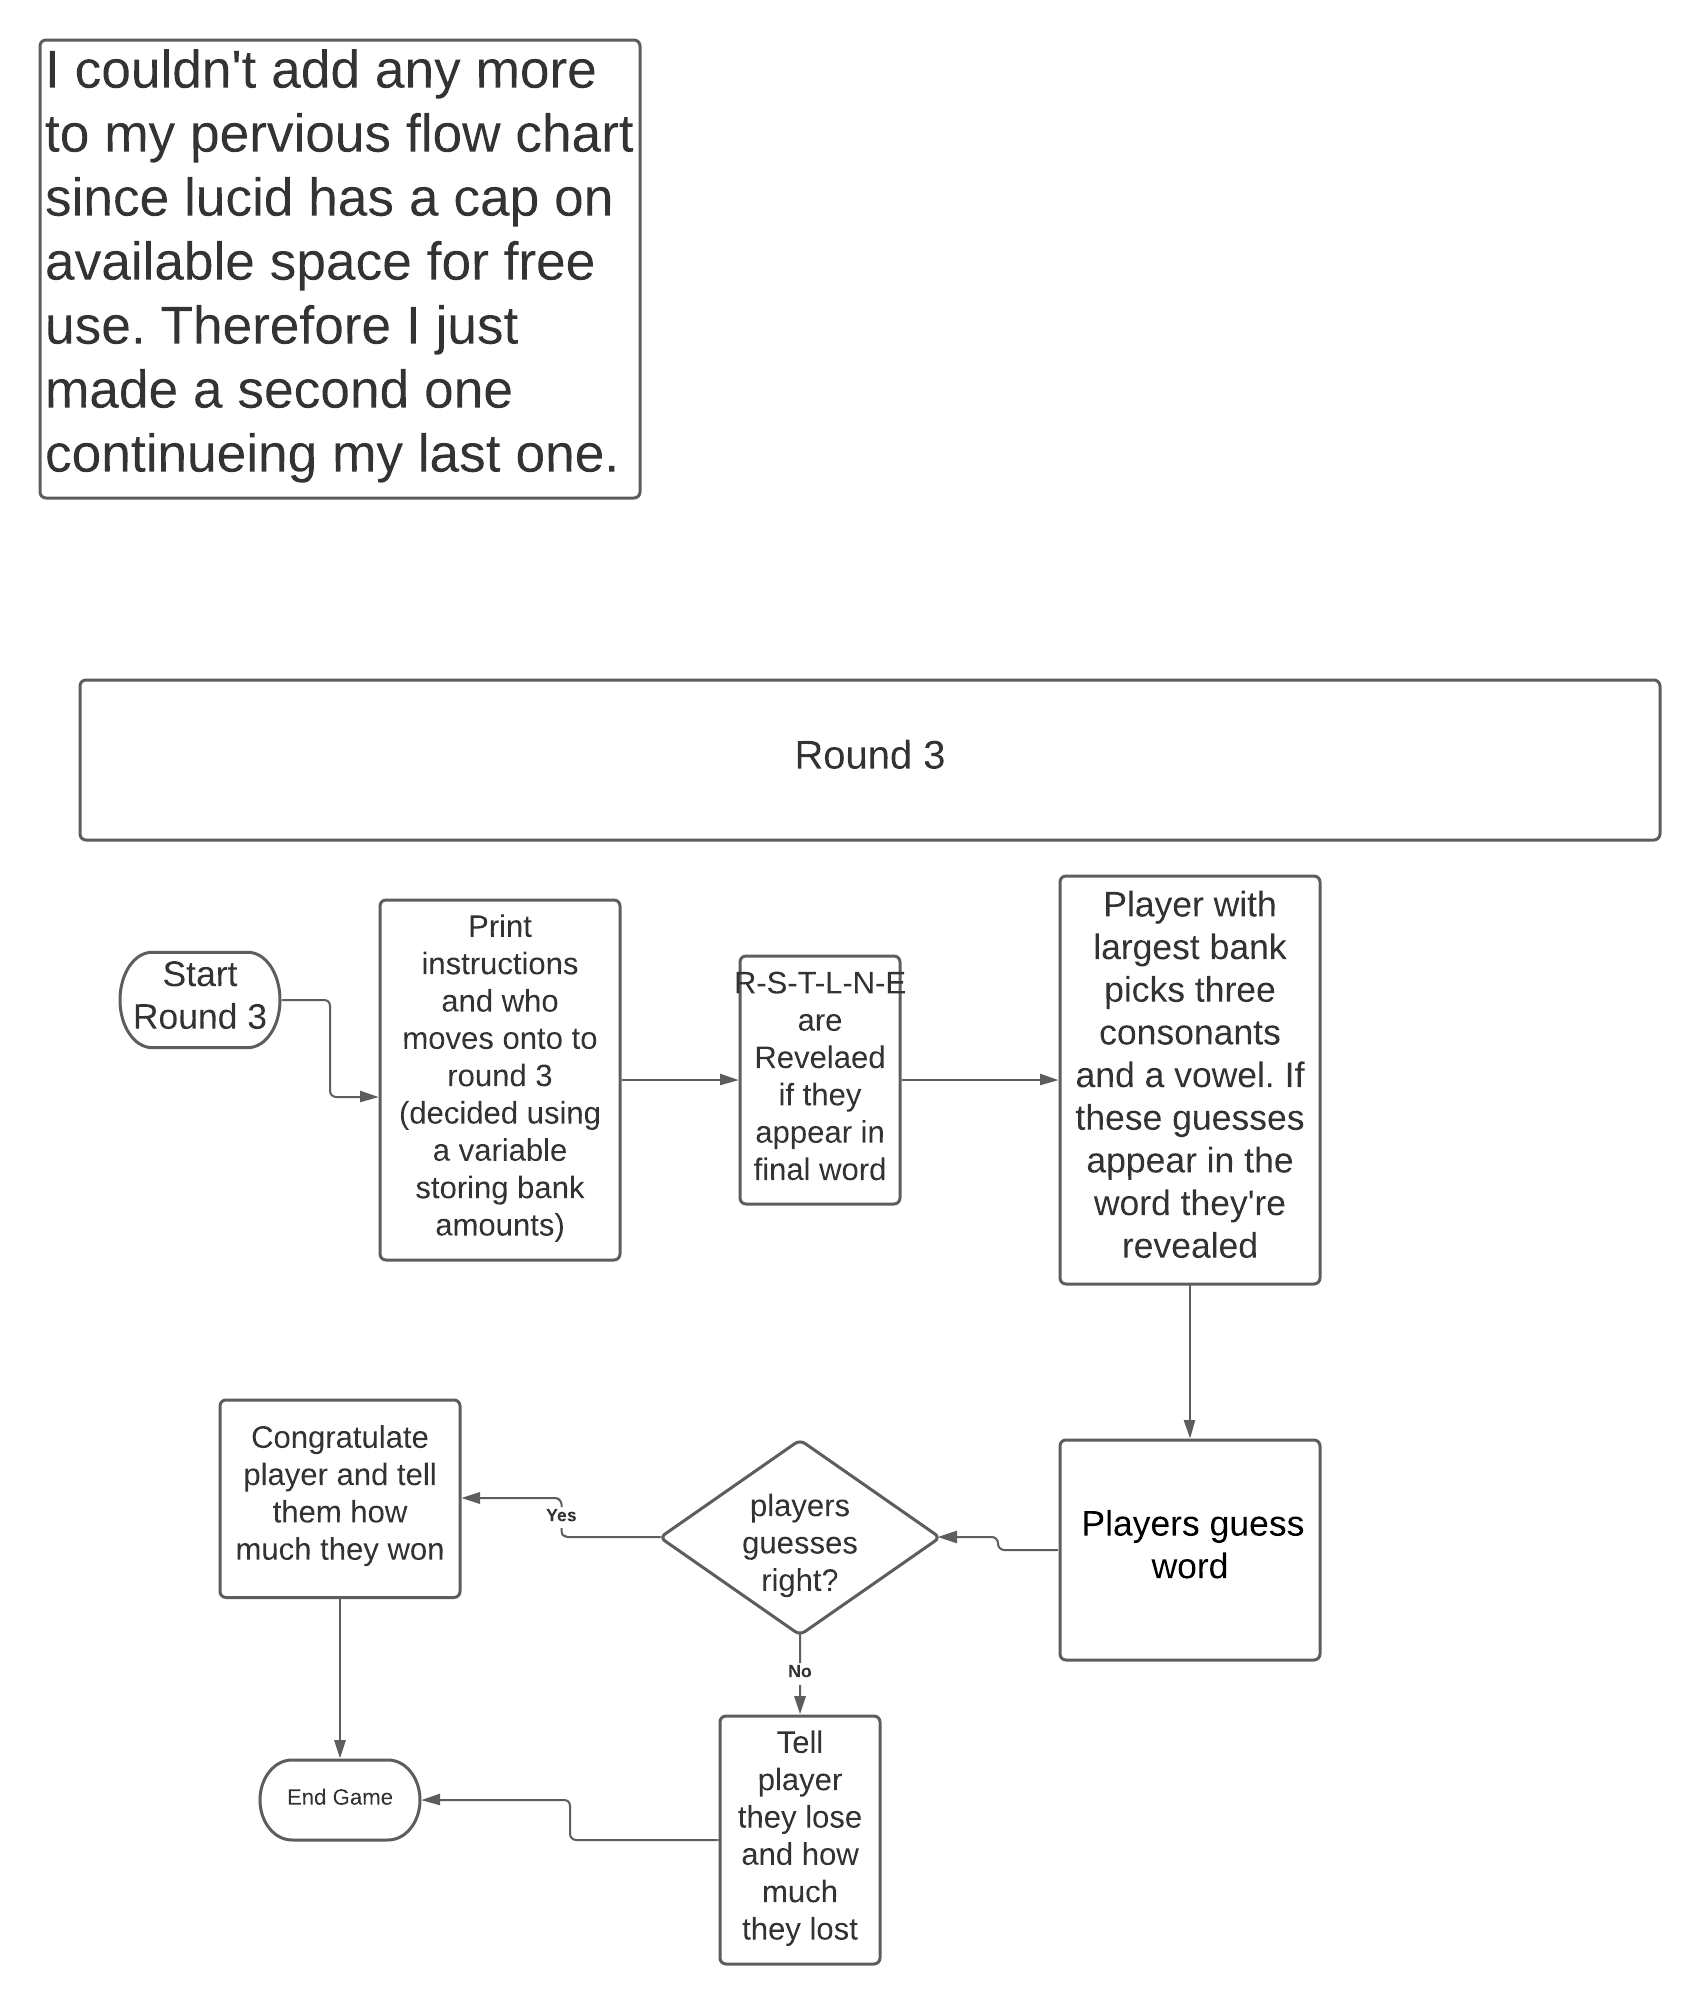 I couldn't add any more
to my pervious flow chart
since lucid has a cap on
available space for free
use. Therefore I just
made a second one
continueing my last one.
Round 3
Start
Round 3
Print
instructions
and who
moves onto to
round 3
(decided using
a variable
storing bank
amounts)
R-S-T-L-N-E
are
Revelaed
if they
appear in
final word
Player with
largest bank
picks three
consonants
and a vowel. If
these guesses
appear in the
word they're
revealed
Players guess
word
players
guesses
right?
Yes
Congratulate
player and tell
them how
much they won
No
Tell
player
they lose
and how
much
they lost
End Game